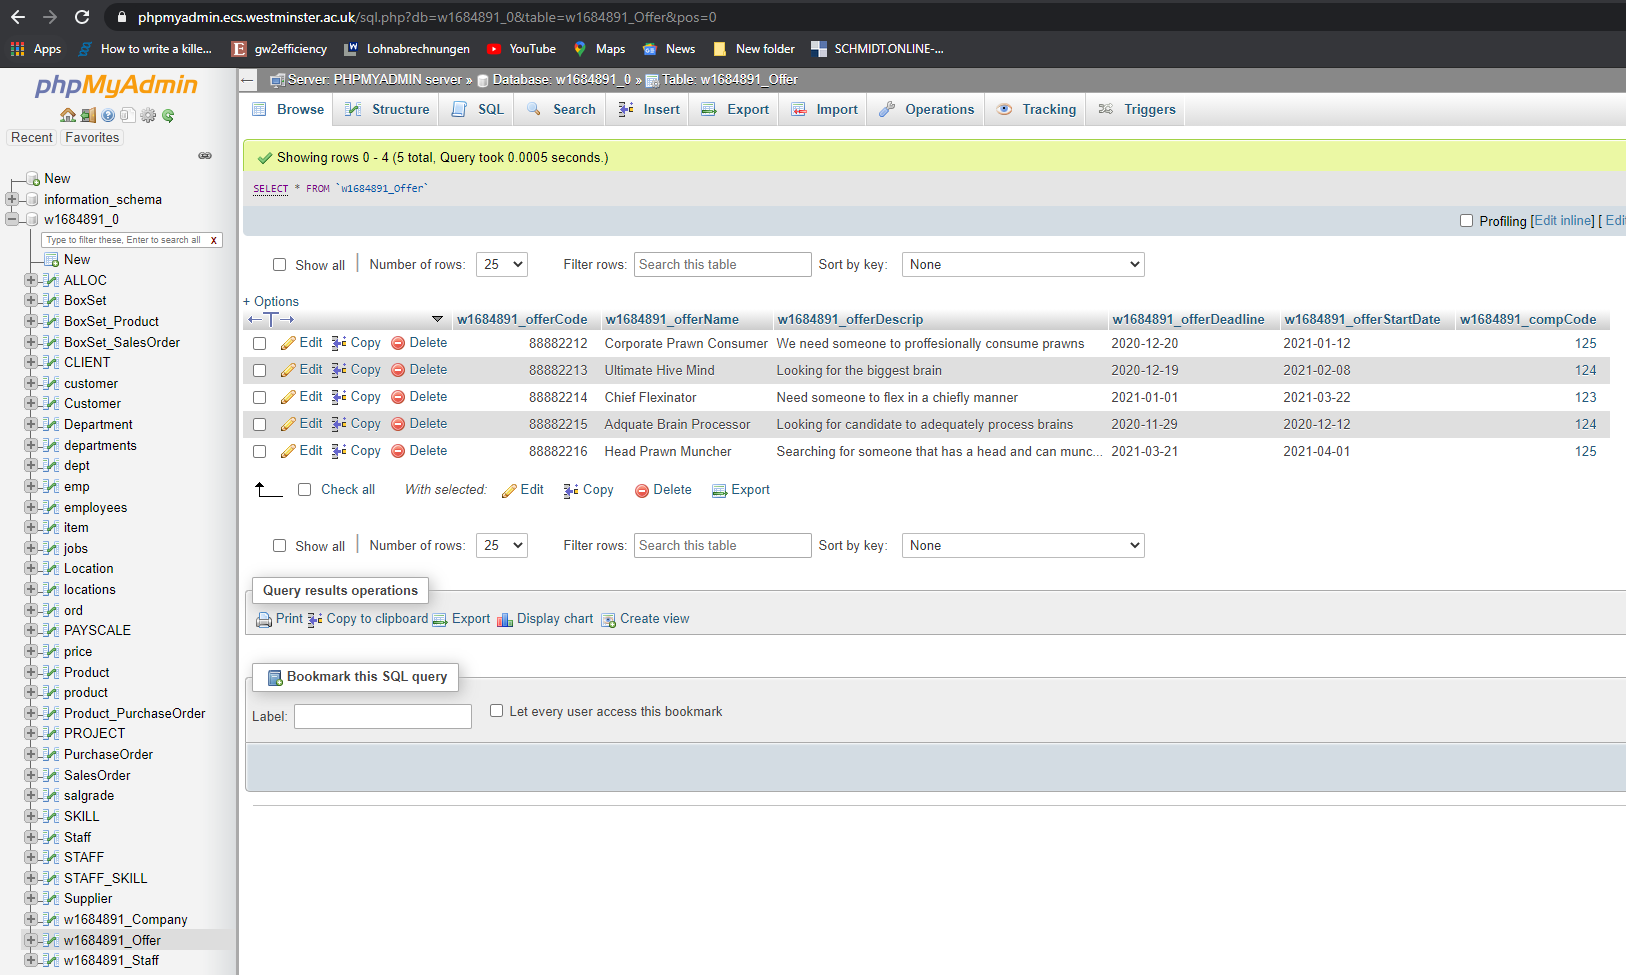 phpmyadmin.ecs.westminster.ac.uk/sql.php?db=w1684891_0&table=w1684891_Offer&pos=0
Apps How to write a kille... gw2efficiency Lohnabrechnungen YouTube Maps News New folder SCHMIDT.ONLINE-...
phpMyAdmin
Recent Favorites
New
information_schema
w1684891_0
Type to filter these, Enter to search all X
New
ALLOC
BoxSet
BoxSet_Product
BoxSet_SalesOrder
CLIENT
customer
Customer
Department
departments
dept
emp
employees
item
jobs
Location
locations
ord
PAYSCALE
price
Product
product
Product_PurchaseOrder
PROJECT
PurchaseOrder
SalesOrder
salgrade
SKILL
Staff
STAFF
STAFF_SKILL
Supplier
w1684891_Company
w1684891_Offer
w1684891_Staff
Server: PHPMYADMIN server » Database: w1684891_0 » Table: w1684891_Offer
Browse Structure SQL Search Insert Export Import Operations Tracking Triggers
Showing rows 0 - 4 (5 total, Query took 0.0005 seconds.)
SELECT * FROM `w1684891_Offer`
Profiling [Edit inline] [ Edi
Show all Number of rows: 25 Filter rows: Search this table Sort by key: None
+ Options
w1684891_offerCode w1684891_offerName w1684891_offerDescrip w1684891_offerDeadline w1684891_offerStartDate w1684891_compCode
Edit Copy Delete 88882212 Corporate Prawn Consumer We need someone to proffesionally consume prawns 2020-12-20 2021-01-12 125
Edit Copy Delete 88882213 Ultimate Hive Mind Looking for the biggest brain 2020-12-19 2021-02-08 124
Edit Copy Delete 88882214 Chief Flexinator Need someone to flex in a chiefly manner 2021-01-01 2021-03-22 123
Edit Copy Delete 88882215 Adquate Brain Processor Looking for candidate to adequately process brains 2020-11-29 2020-12-12 124
Edit Copy Delete 88882216 Head Prawn Muncher Searching for someone that has a head and can munc... 2021-03-21 2021-04-01 125
Check all With selected: Edit Copy Delete Export
Show all Number of rows: 25 Filter rows: Search this table Sort by key: None
Query results operations
Print Copy to clipboard Export Display chart Create view
Bookmark this SQL query
Label: Let every user access this bookmark